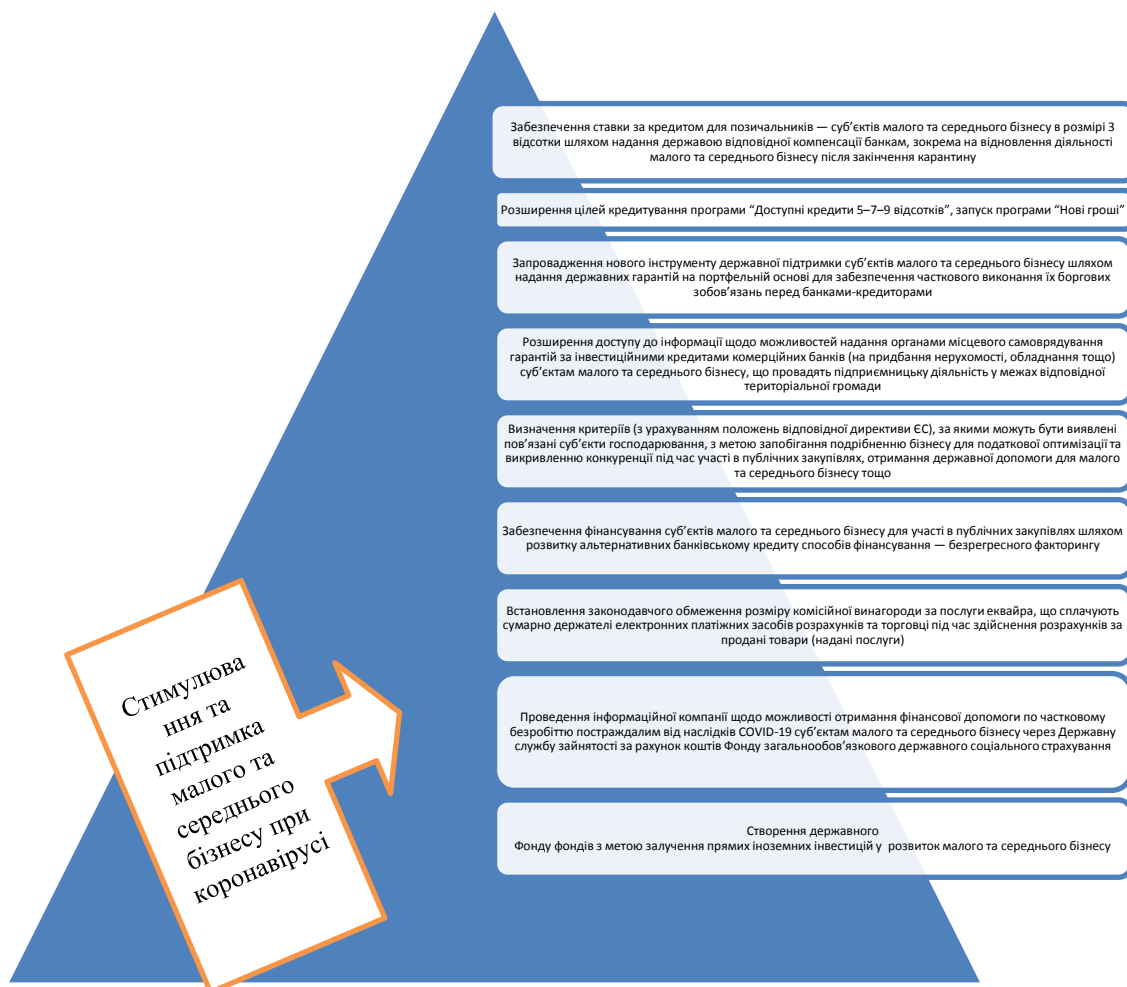 Забезпечення ставки за кредитом для позичальників — суб’єктів малого та середнього бізнесу в розмірі 3
відсотки шляхом надання державою відповідної компенсації банкам, зокрема на відновлення діяльності
малого та середнього бізнесу після закінчення карантину
Розширення цілей кредитування програми “Доступні кредити 5–7–9 відсотків”, запуск програми “Нові гроші”
Запровадження нового інструменту державної підтримки суб’єктів малого та середнього бізнесу шляхом
надання державних гарантій на портфельній основі для забезпечення часткового виконання їх боргових
зобов’язань перед банками-кредиторами
Розширення доступу до інформації щодо можливостей надання органами місцевого самоврядування
гарантій за інвестиційними кредитами комерційних банків (на придбання нерухомості, обладнання тощо)
суб’єктам малого та середнього бізнесу, що провадять підприємницьку діяльність у межах відповідної
територіальної громади
Визначення критеріїв (з урахуванням положень відповідної директиви ЄС), за якими можуть бути виявлені
пов’язані суб’єкти господарювання, з метою запобігання подрібненню бізнесу для податкової оптимізації та
викривленню конкуренції під час участі в публічних закупівлях, отримання державної допомоги для малого
та середнього бізнесу тощо
Забезпечення фінансування суб’єктів малого та середнього бізнесу для участі в публічних закупівлях шляхом
розвитку альтернативних банківському кредиту способів фінансування — безрегресного факторингу
Встановлення законодавчого обмеження розміру комісійної винагороди за послуги еквайра, що сплачують
сумарно держателі електронних платіжних засобів розрахунків та торговці під час здійснення розрахунків за
продані товари (надані послуги)
Проведення інформаційної компанії щодо можливості отримання фінансової допомоги по частковому
безробіттю постраждалим від наслідків COVID-19 суб’єктам малого та середнього бізнесу через Державну
службу зайнятості за рахунок коштів Фонду загальнообов’язкового державного соціального страхування
Створення державного
Фонду фондів з метою залучення прямих іноземних інвестицій у розвиток малого та середнього бізнесу
Стимулюва
ння та
підтримка
малого та
середнього
бізнесу при
коронавірусі